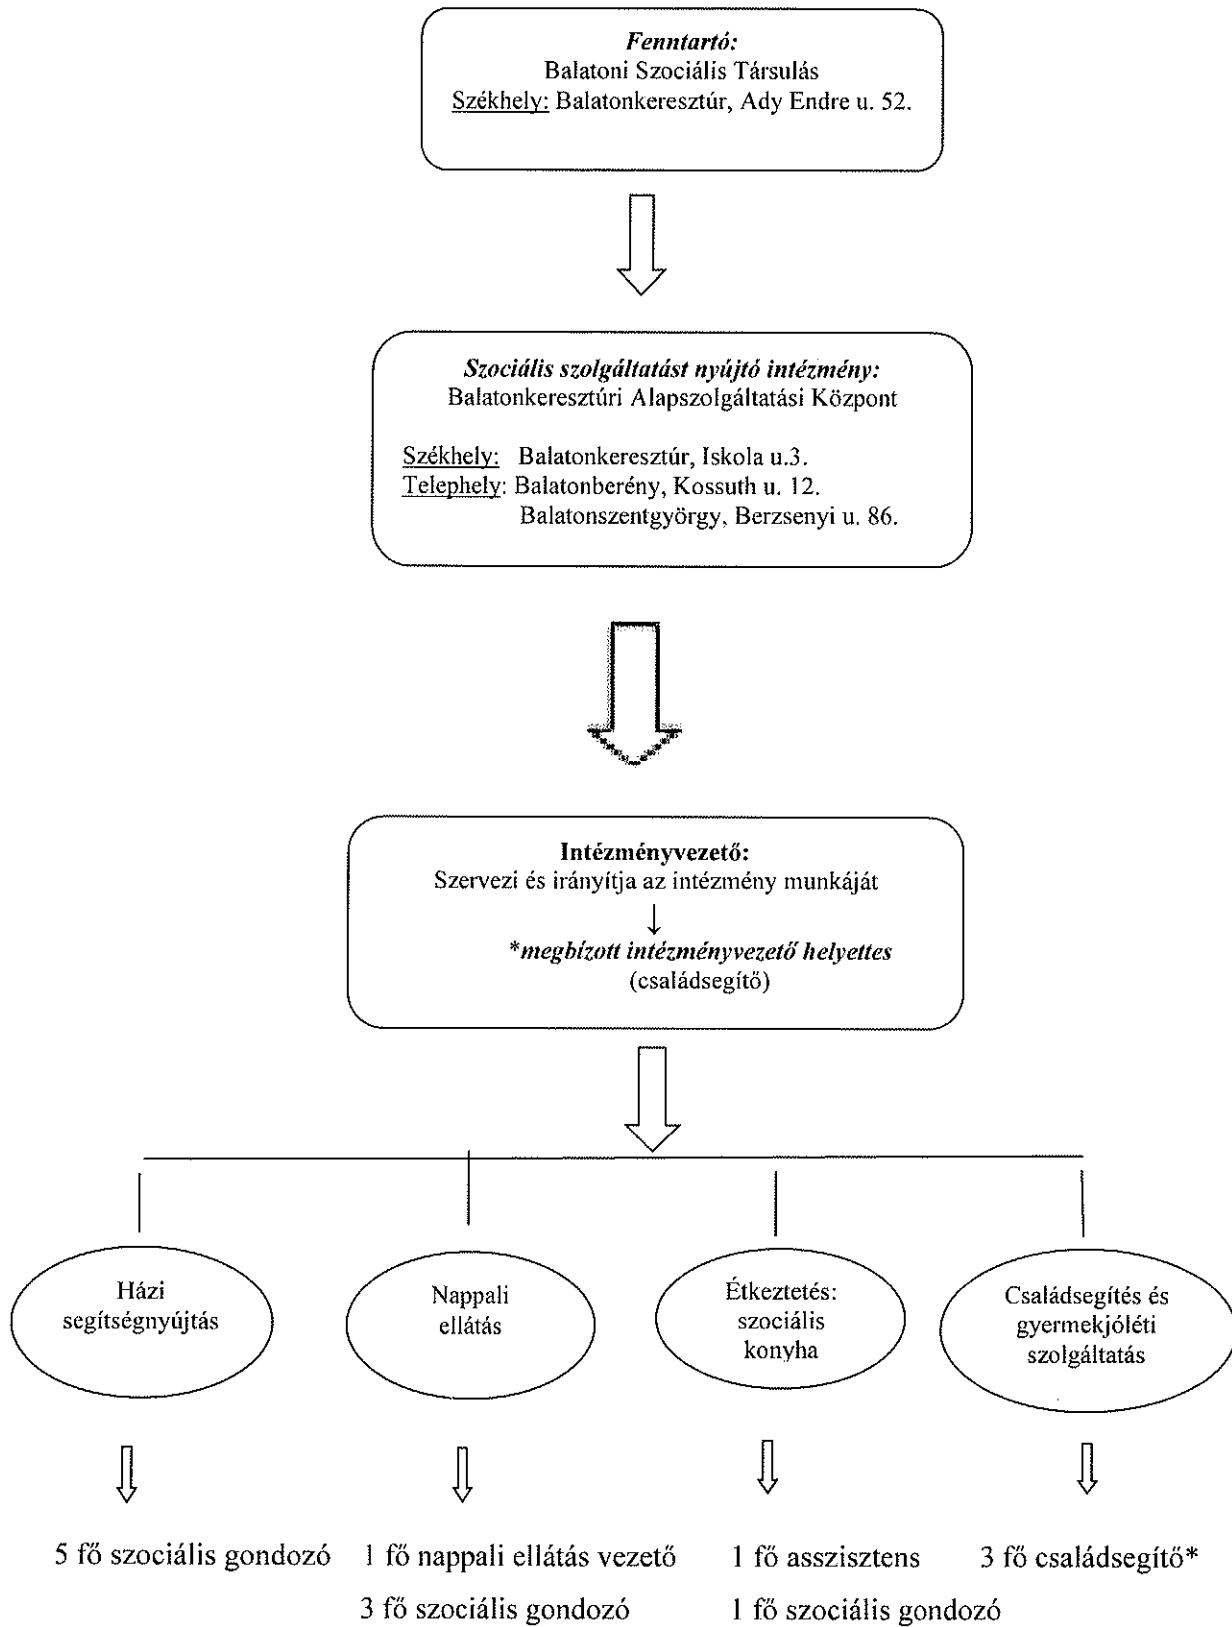 Fenntartó:
Balatoni Szociális Társulás
Székhely: Balatonkeresztúr, Ady Endre u. 52.
Szociális szolgáltatást nyújtó intézmény:
Balatonkeresztúri Alapszolgáltatási Központ
Székhely: Balatonkeresztúr, Iskola u.3.
Telephely: Balatonberény, Kossuth u. 12.
Balatonszentgyörgy, Berzsenyi u. 86.
Intézményvezető:
Szervezi és irányítja az intézmény munkáját
↓
*megbízott intézményvezető helyettes
(családsegítő)
Házi
segítségnyújtás
Nappali
ellátás
Étkeztetés:
szociális
konyha
Családsegítés és
gyermekjóléti
szolgáltatás
5 fő szociális gondozó
1 fő nappali ellátás vezető
3 fő szociális gondozó
1 fő asszisztens
1 fő szociális gondozó
3 fő családsegítő*